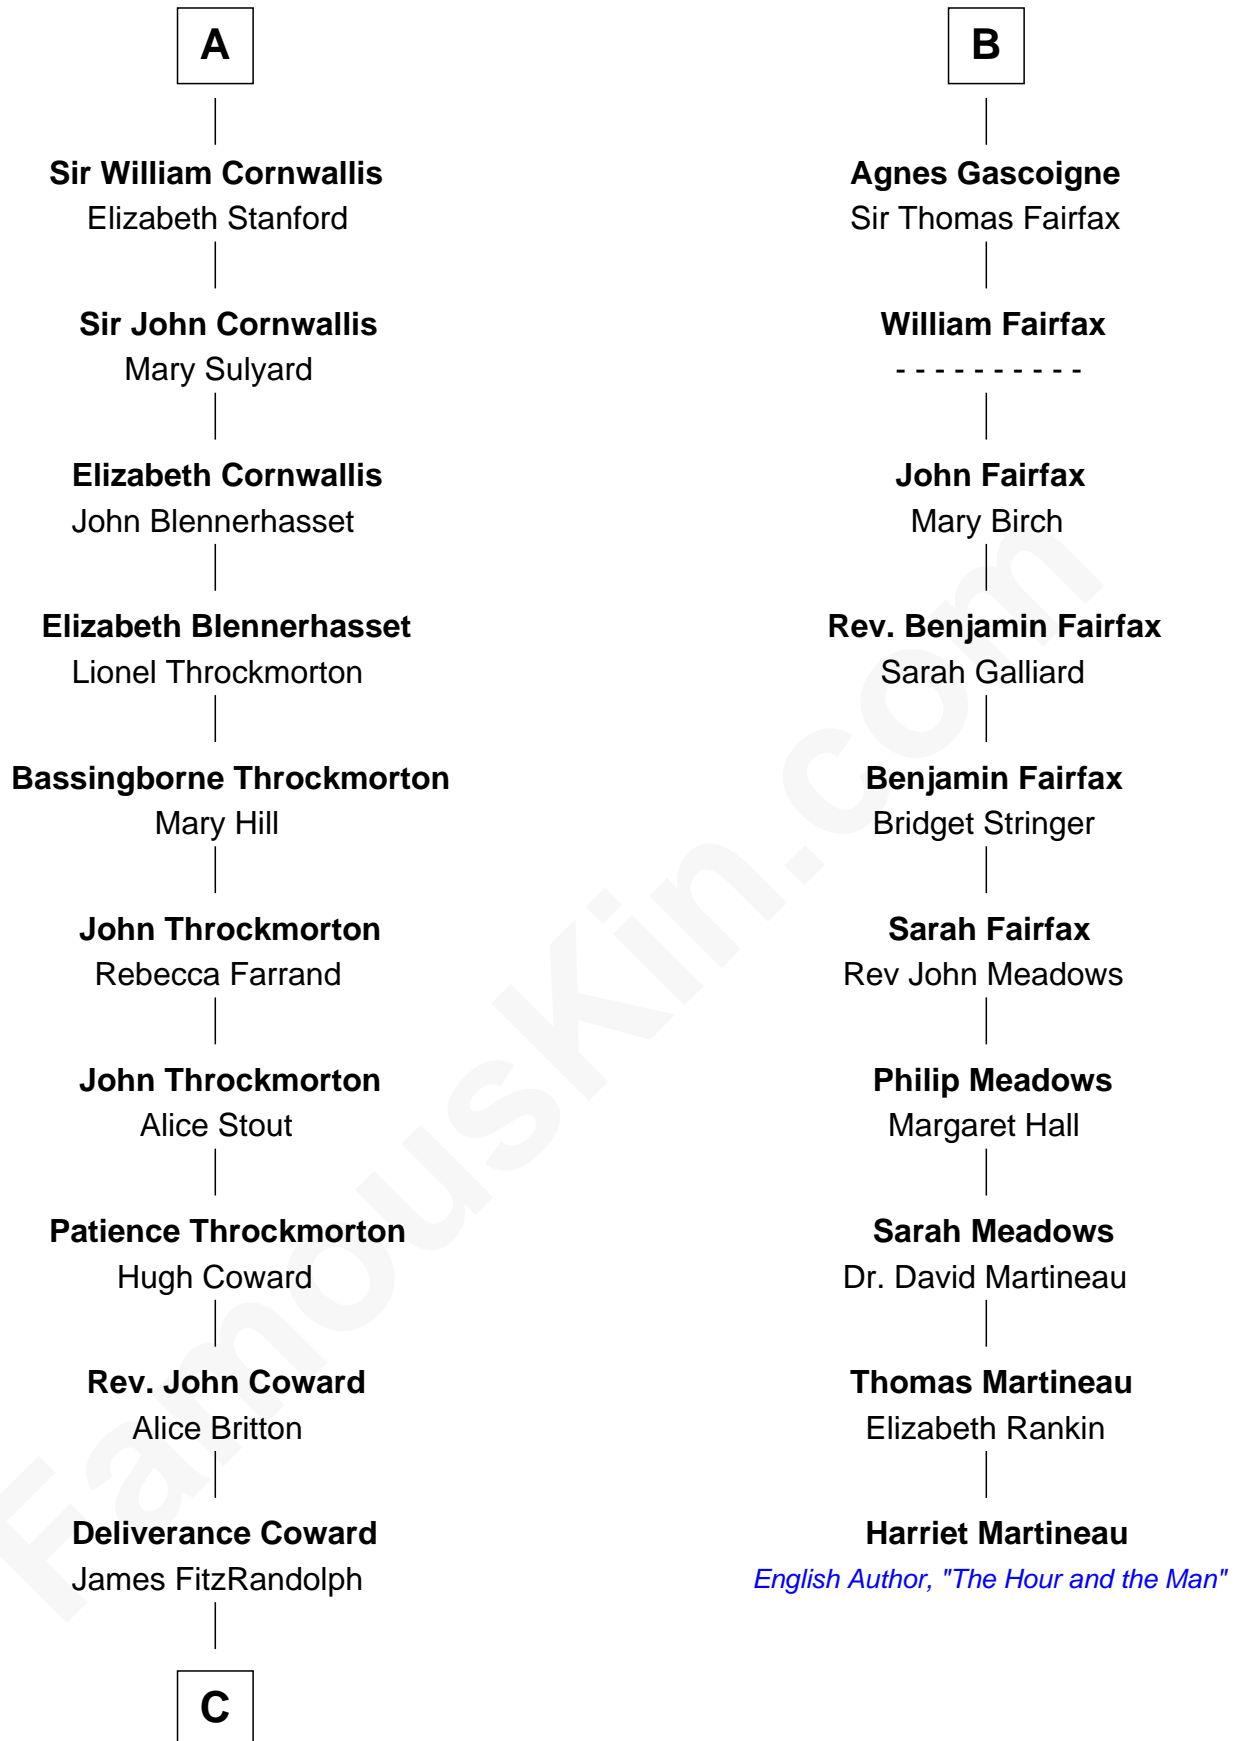 A
Sir William Cornwallis
Elizabeth Stanford
Sir John Cornwallis
Mary Sulyard
Elizabeth Cornwallis
John Blennerhasset
Elizabeth Blennerhasset
Lionel Throckmorton
Bassingborne Throckmorton
Mary Hill
John Throckmorton
Rebecca Farrand
John Throckmorton
Alice Stout
Patience Throckmorton
Hugh Coward
Rev. John Coward
Alice Britton
Deliverance Coward
James FitzRandolph
C
B
Agnes Gascoigne
Sir Thomas Fairfax
William Fairfax
- - - - - - - - - -
John Fairfax
Mary Birch
Rev. Benjamin Fairfax
Sarah Galliard
Benjamin Fairfax
Bridget Stringer
Sarah Fairfax
Rev John Meadows
Philip Meadows
Margaret Hall
Sarah Meadows
Dr. David Martineau
Thomas Martineau
Elizabeth Rankin
Harriet Martineau
English Author, "The Hour and the Man"
FamousKin.com